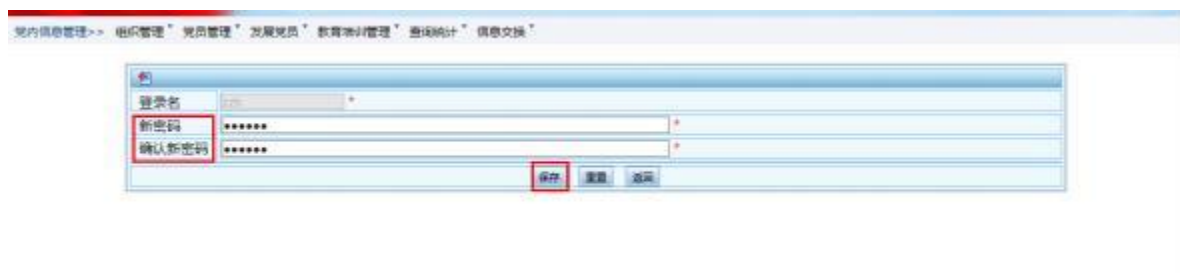 党内信息管理>> 组织管理 党员管理 发展党员 教育培训管理 查询统计 信息交换
登录名 *
新密码 •••••• *
确认新密码 •••••• *
保存 重置 返回